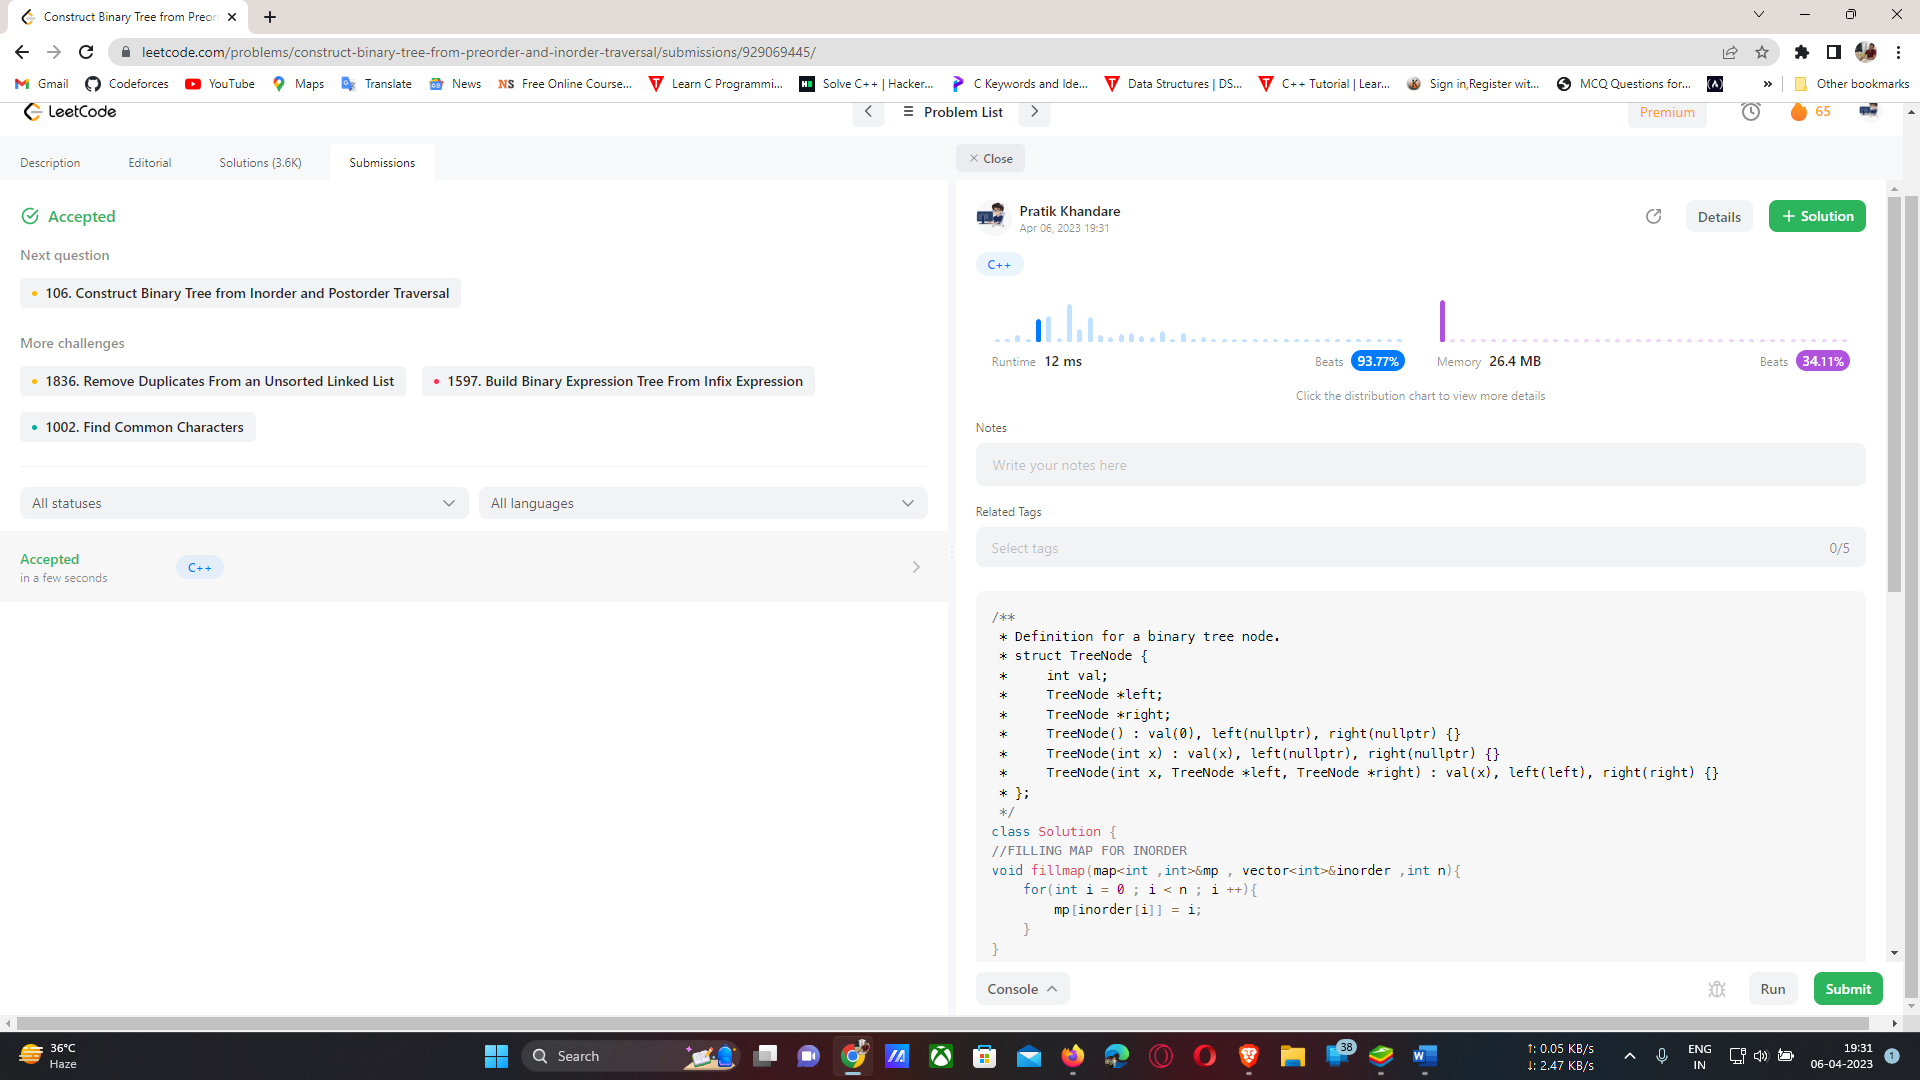 Construct Binary Tree from Preor
leetcode.com/problems/construct-binary-tree-from-preorder-and-inorder-traversal/submissions/929069445/
Gmail Codeforces YouTube Maps Translate News NS Free Online Course... Learn C Programmi... Solve C++ | Hacker... C Keywords and Ide... Data Structures | DS... C++ Tutorial | Lear... Sign in,Register wit... MCQ Questions for... » Other bookmarks
LeetCode Problem List Premium 65
Description Editorial Solutions (3.6K) Submissions
Close
Accepted
Next question
106. Construct Binary Tree from Inorder and Postorder Traversal
More challenges
1836. Remove Duplicates From an Unsorted Linked List 1597. Build Binary Expression Tree From Infix Expression
1002. Find Common Characters
All statuses All languages
Accepted
in a few seconds
C++
Pratik Khandare
Apr 06, 2023 19:31
Details + Solution
C++
Runtime 12 ms Beats 93.77% Memory 26.4 MB Beats 34.11%
Click the distribution chart to view more details
Notes
Write your notes here
Related Tags
Select tags 0/5
/**
* Definition for a binary tree node.
* struct TreeNode {
*     int val;
*     TreeNode *left;
*     TreeNode *right;
*     TreeNode() : val(0), left(nullptr), right(nullptr) {}
*     TreeNode(int x) : val(x), left(nullptr), right(nullptr) {}
*     TreeNode(int x, TreeNode *left, TreeNode *right) : val(x), left(left), right(right) {}
* };
*/
class Solution {
//FILLING MAP FOR INORDER
void fillmap(map<int ,int>&mp , vector<int>&inorder ,int n){
for(int i = 0 ; i < n ; i ++){
mp[inorder[i]] = i;
}
}
Console Run Submit
36°C
Haze
Search
38
↑: 0.05 KB/s
↓: 2.47 KB/s
ENG
IN
19:31
06-04-2023
1